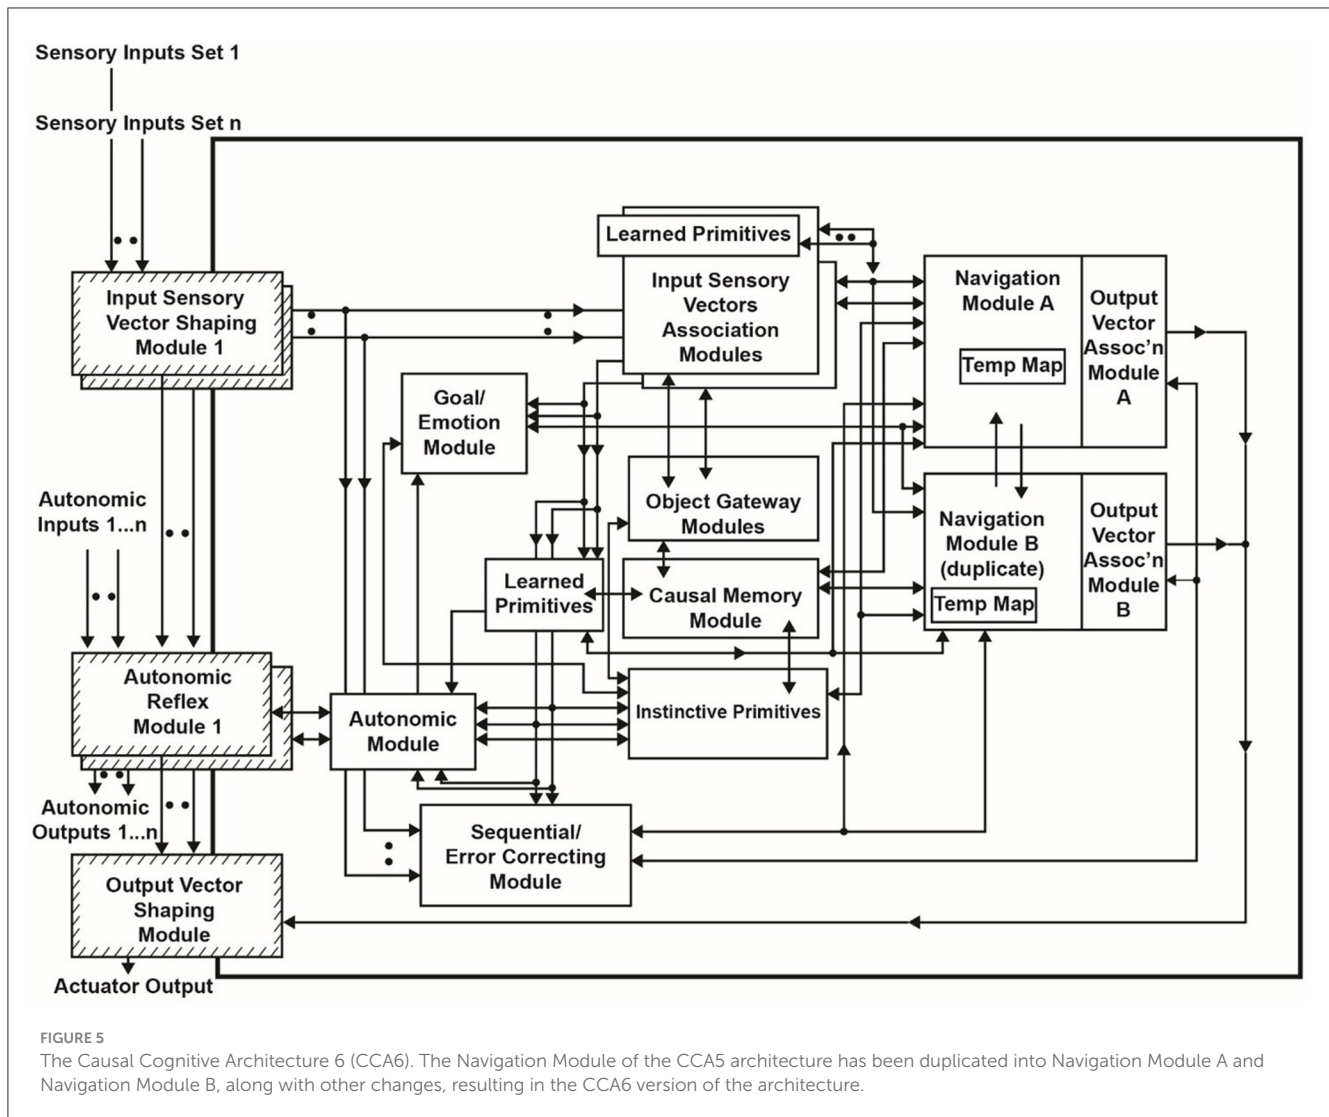 Sensory Inputs Set 1
Sensory Inputs Set n
Input Sensory
Vector Shaping
Module 1
Learned Primitives
Input Sensory
Vectors
Association
Modules
Navigation
Module A
Temp Map
Output
Vector
Assoc'n
Module
A
Goal/
Emotion
Module
Object Gateway
Modules
Navigation
Module B
(duplicate)
Temp Map
Output
Vector
Assoc'n
Module
B
Autonomic
Inputs 1...n
Learned
Primitives
Causal Memory
Module
Autonomic
Reflex
Module 1
Autonomic
Module
Instinctive Primitives
Autonomic
Outputs 1...n
Sequential/
Error Correcting
Module
Output Vector
Shaping
Module
Actuator Output
FIGURE 5
The Causal Cognitive Architecture 6 (CCA6). The Navigation Module of the CCA5 architecture has been duplicated into Navigation Module A and
Navigation Module B, along with other changes, resulting in the CCA6 version of the architecture.